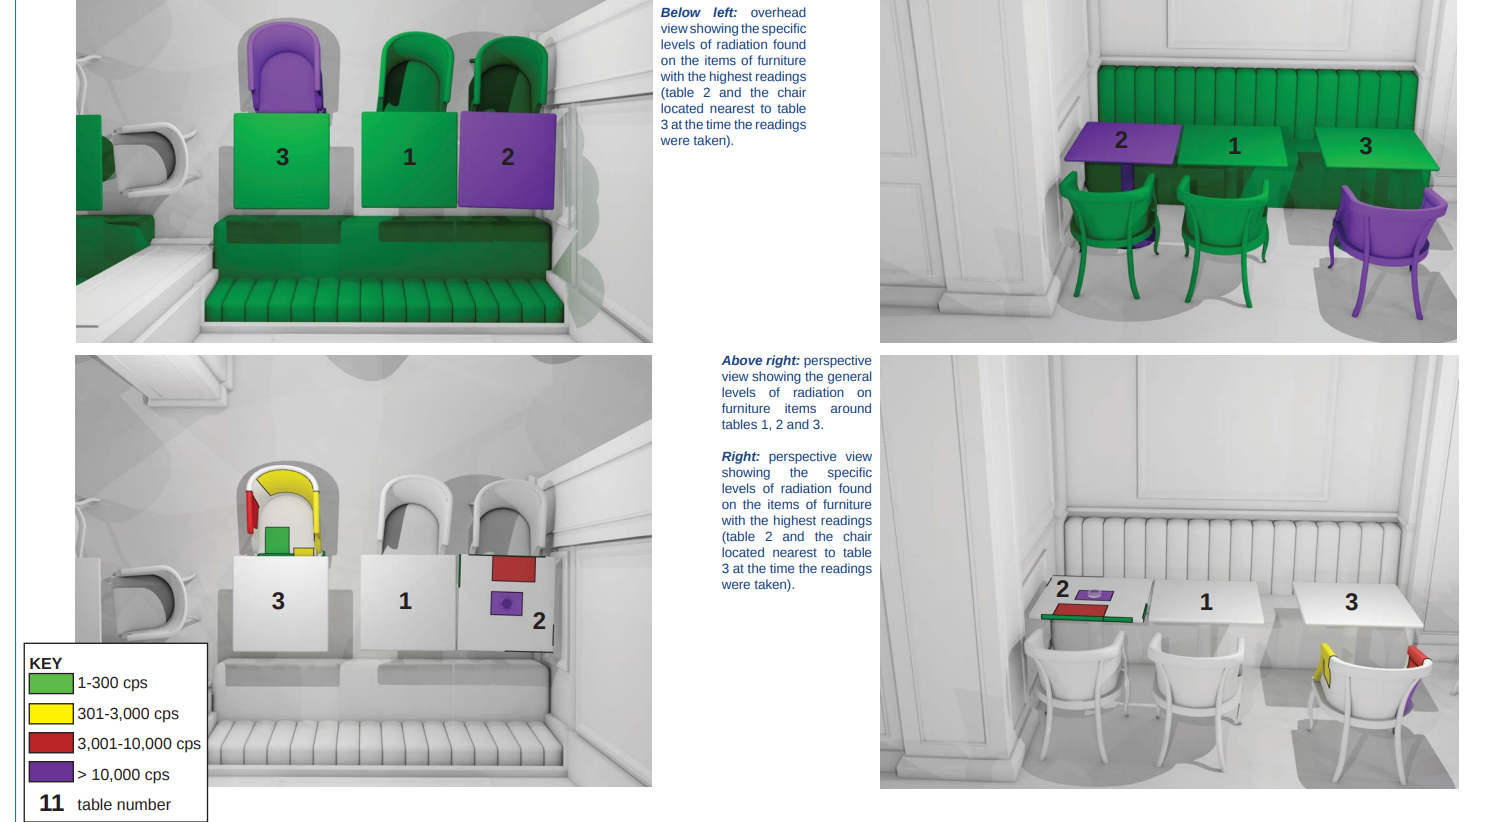 3
1
2
Below left: overhead
view showing the specific
levels of radiation found
on the items of furniture
with the highest readings
(table 2 and the chair
located nearest to table
3 at the time the readings
were taken).
2
1
3
Above right: perspective
view showing the general
levels of radiation on
furniture items around
tables 1, 2 and 3.
Right: perspective view
showing the specific
levels of radiation found
on the items of furniture
with the highest readings
(table 2 and the chair
located nearest to table
3 at the time the readings
were taken).
3
1
2
2
1
3
KEY
1-300 cps
301-3,000 cps
3,001-10,000 cps
> 10,000 cps
11 table number